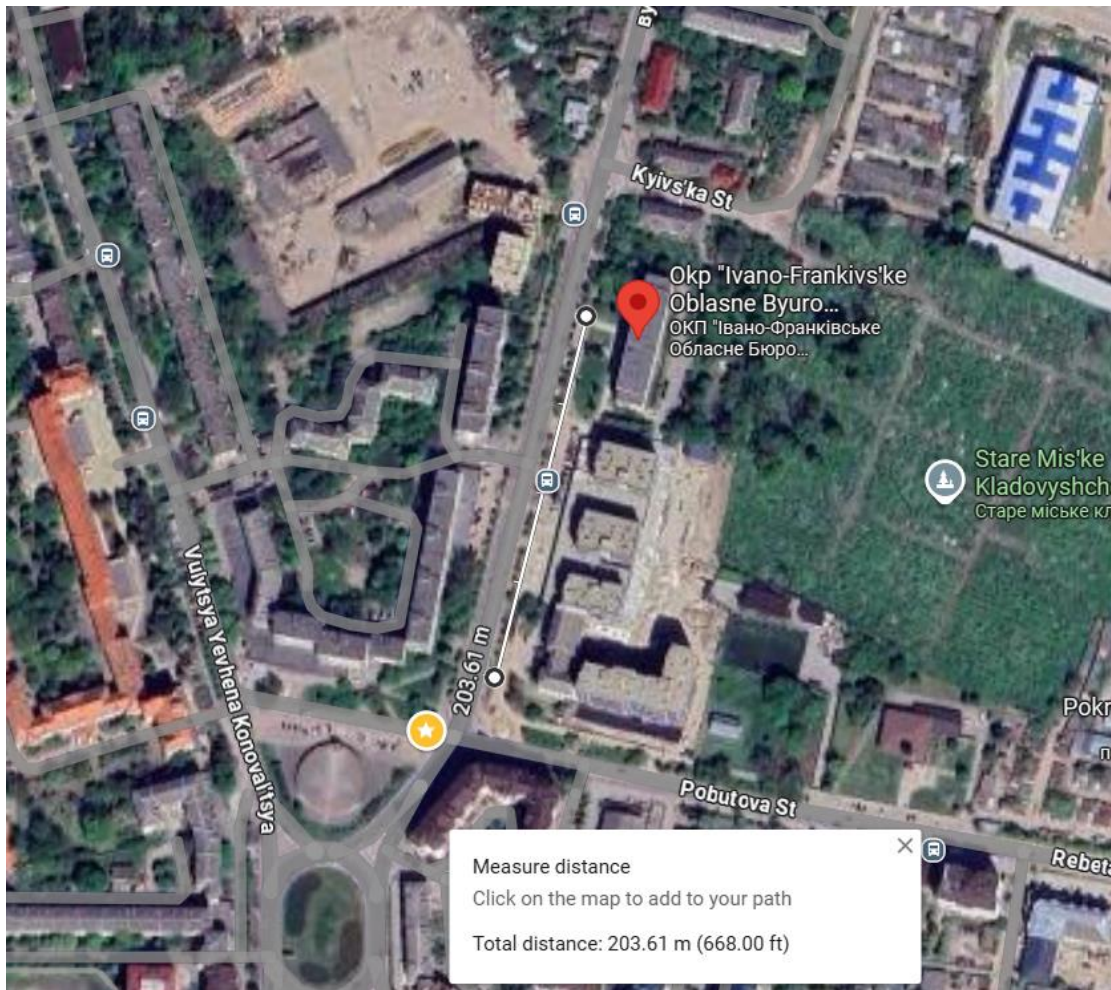 ву
Kyivs'ka St
Okp "Ivano-Frankivs'ke
Oblasne Byuro...
ОКП "Івано-Франківське
Обласне Бюро...
Stare Mis'ke
Kladovyshch
Старе міське кл
Vulytsya Yevhena Konoval'tsya
203.61 m
Pokr
п
Pobutova St
Rebeta
Measure distance
Click on the map to add to your path
Total distance: 203.61 m (668.00 ft)